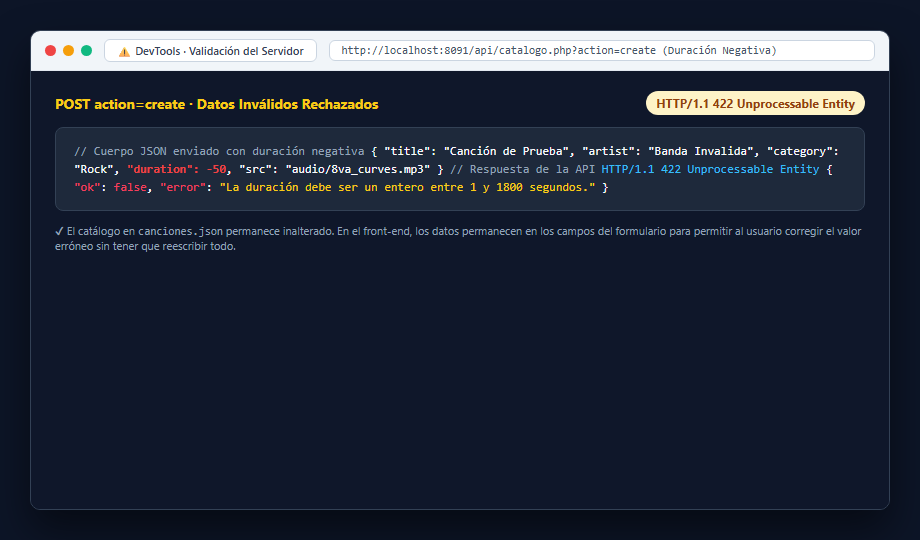 ⚠ DevTools · Validación del Servidor
http://localhost:8091/api/catalogo.php?action=create (Duración Negativa)
POST action=create · Datos Inválidos Rechazados
HTTP/1.1 422 Unprocessable Entity
// Cuerpo JSON enviado con duración negativa { "title": "Canción de Prueba", "artist": "Banda Invalida", "category":
"Rock", "duration": -50, "src": "audio/8va_curves.mp3" } // Respuesta de la API HTTP/1.1 422 Unprocessable Entity {
"ok": false, "error": "La duración debe ser un entero entre 1 y 1800 segundos." }
✓ El catálogo en canciones.json permanece inalterado. En el front-end, los datos permanecen en los campos del formulario para permitir al usuario corregir el valor
erróneo sin tener que reescribir todo.